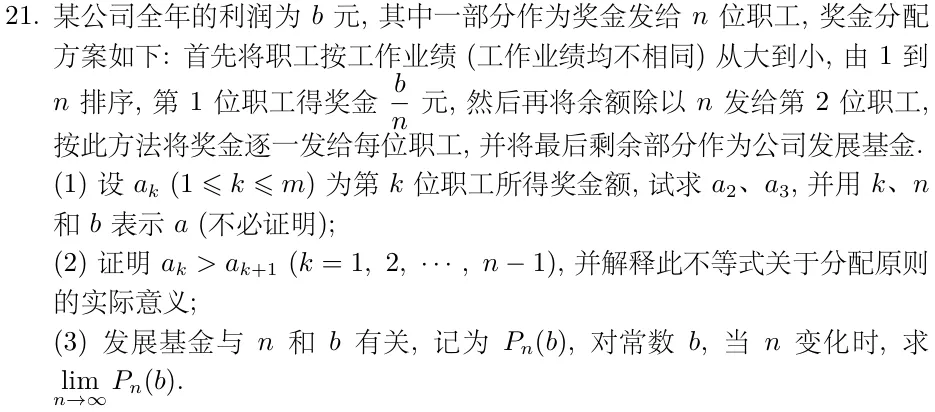 21. 某公司全年的利润为 b 元, 其中一部分作为奖金发给 n 位职工, 奖金分配
方案如下: 首先将职工按工作业绩 (工作业绩均不相同) 从大到小, 由 1 到
n 排序, 第 1 位职工得奖金 \frac{b}{n} 元, 然后再将余额除以 n 发给第 2 位职工,
按此方法将奖金逐一发给每位职工, 并将最后剩余部分作为公司发展基金.
(1) 设 a_k (1 ⩽ k ⩽ m) 为第 k 位职工所得奖金额, 试求 a_2、a_3, 并用 k、n
和 b 表示 a (不必证明);
(2) 证明 a_k > a_{k+1} (k = 1, 2, ⋯ , n − 1), 并解释此不等式关于分配原则
的实际意义;
(3) 发展基金与 n 和 b 有关, 记为 P_n(b), 对常数 b, 当 n 变化时, 求
\lim_{n→∞} P_n(b).